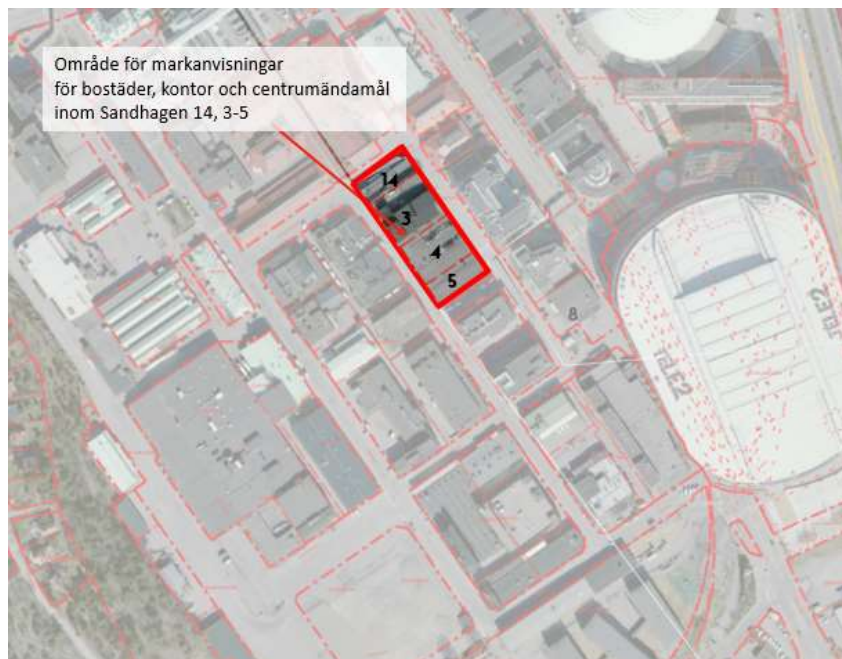 Område för markanvisningar
för bostäder, kontor och centrumändamål
inom Sandhagen 14, 3-5
14
3
4
5
8
TELE2
TELE2